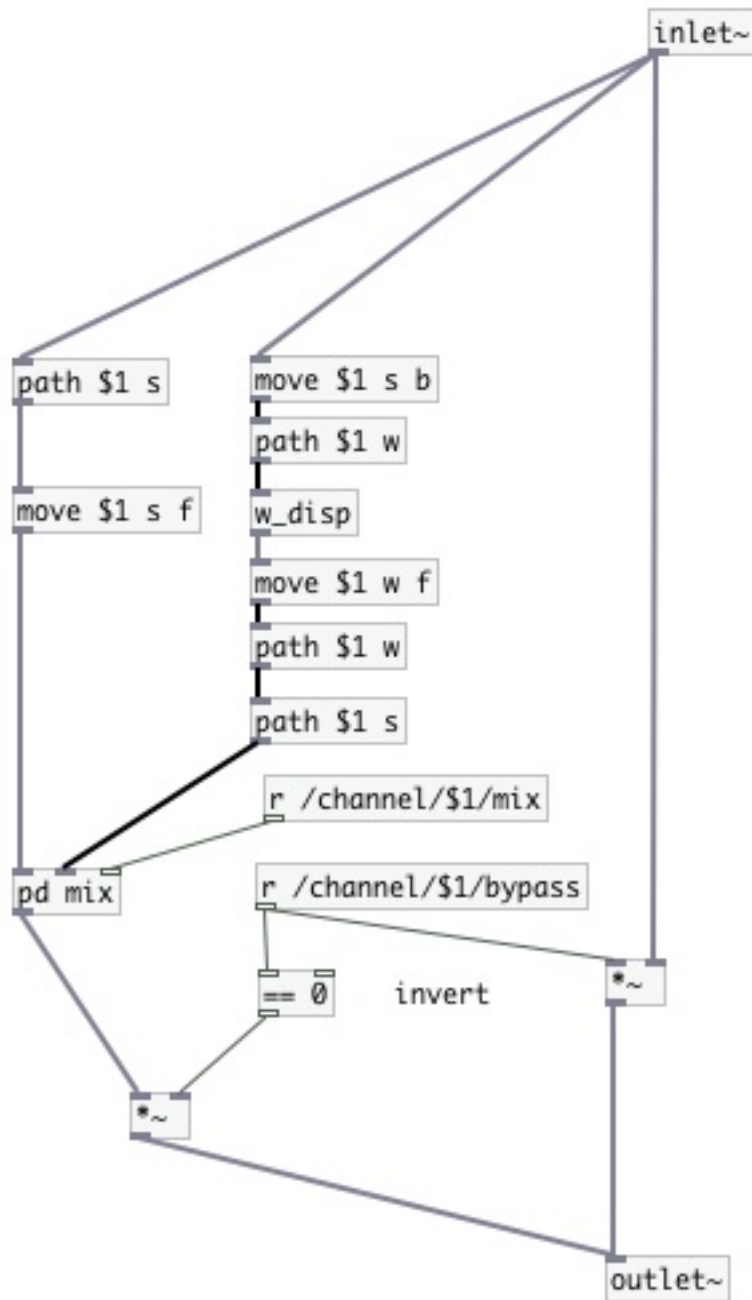 inlet~
path $1 s
move $1 s b
path $1 w
move $1 s f
w_disp
move $1 w f
path $1 w
path $1 s
r /channel/$1/mix
pd mix
r /channel/$1/bypass
*~
== 0
invert
*~
outlet~